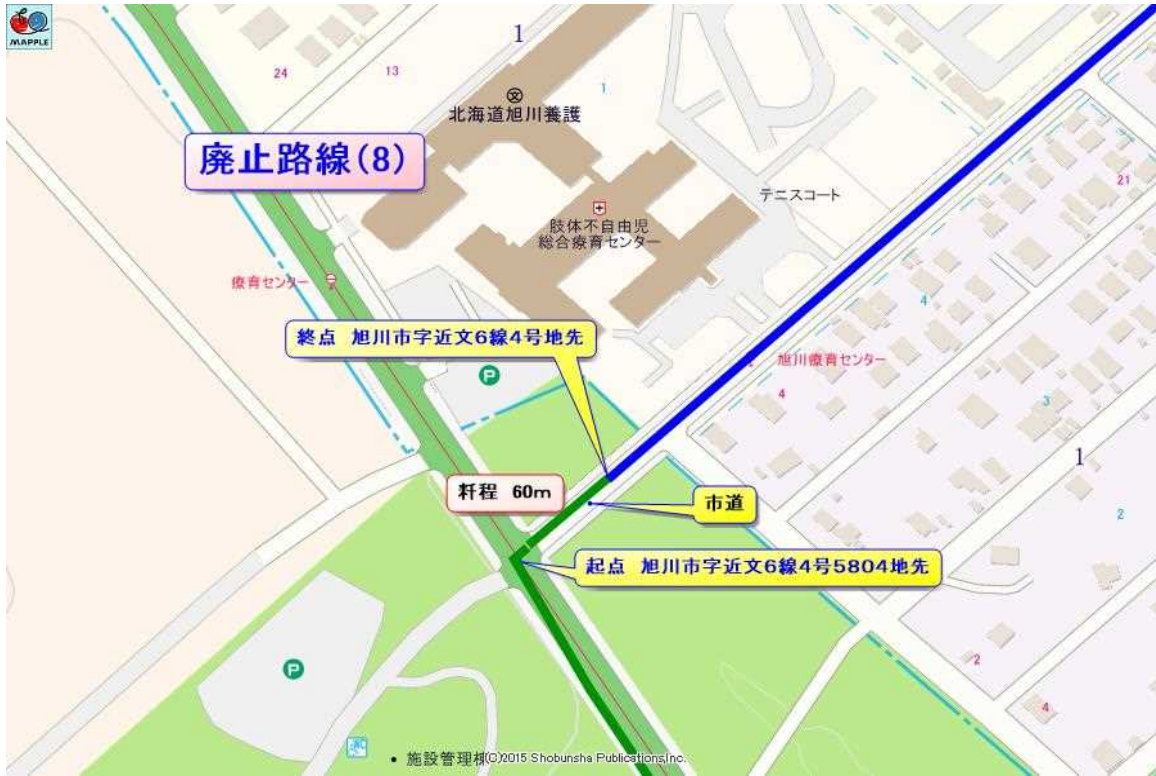 MAPPLE
1
24
13
北海道旭川養護
1
廃止路線(8)
テニスコート
21
肢体不自由児
総合療育センター
療育センター
4
終点 旭川市字近文6線4号地先
旭川療育センター
P
4
3
1
粁程 60m
市道
2
起点 旭川市字近文6線4号5804地先
P
2
4
施設管理棟(C)2015 Shobunsha Publications,Inc.